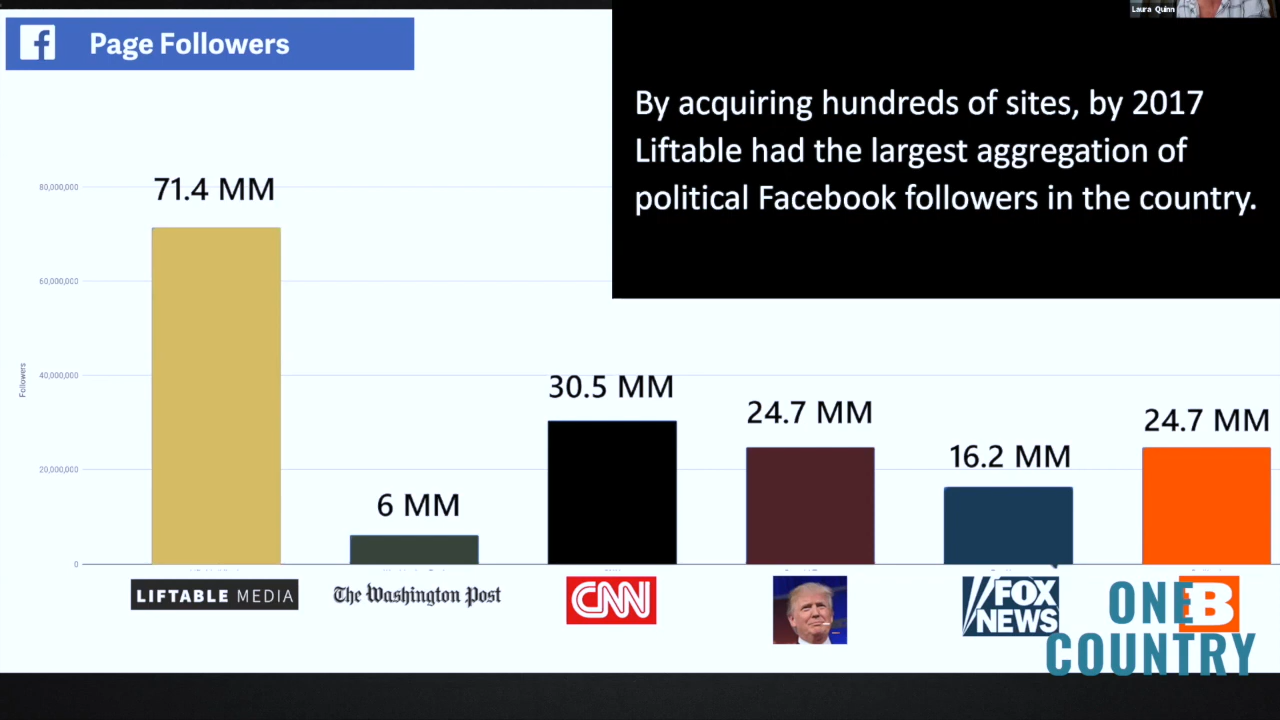 Laura Quinn
f Page Followers
By acquiring hundreds of sites, by 2017
Liftable had the largest aggregation of
political Facebook followers in the country.
80,000,000
60,000,000
40,000,000
20,000,000
0
Followers
71.4 MM
6 MM
30.5 MM
24.7 MM
16.2 MM
24.7 MM
LIFTABLE MEDIA
The Washington Post
CNN
FOX
NEWS
B
ONE
COUNTRY